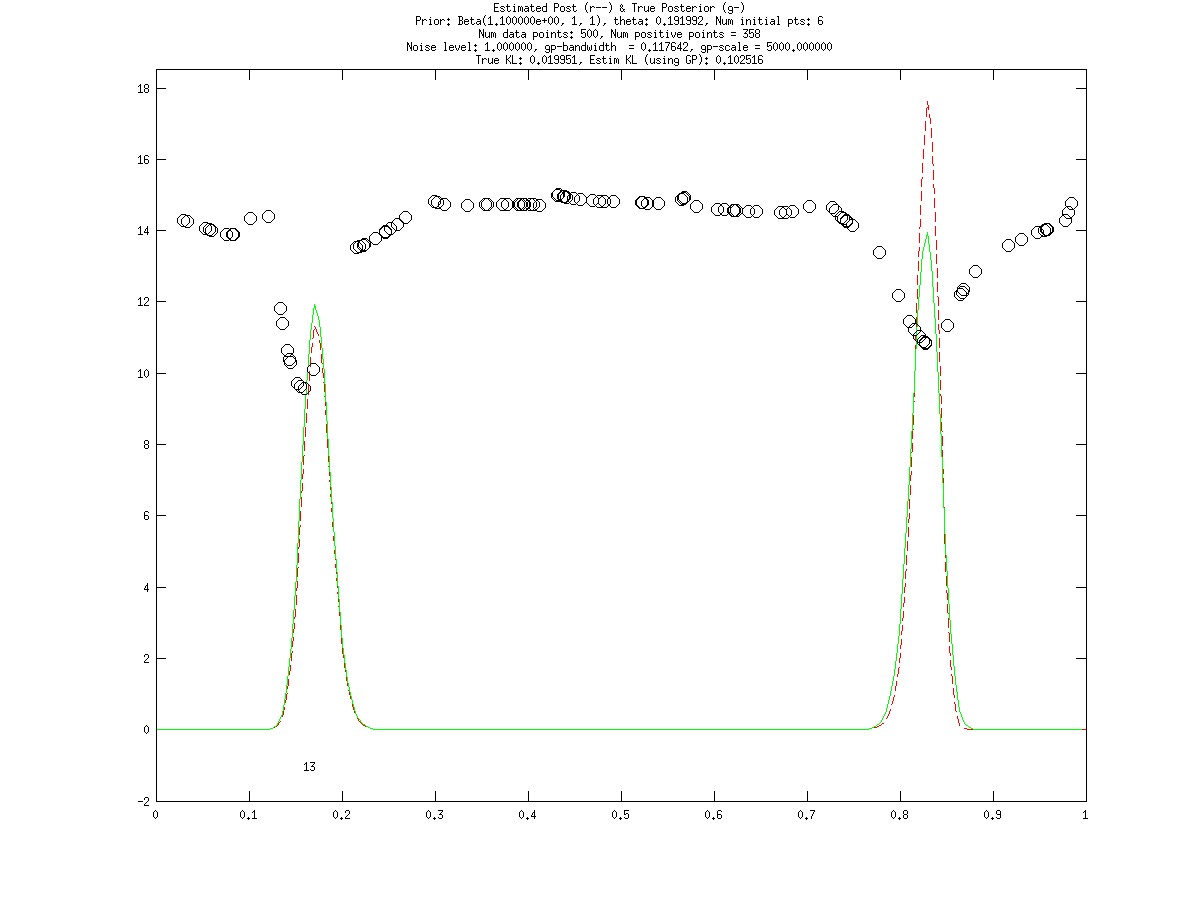 Estimated Post (r--) & True Posterior (g-)
Prior: Beta(1.100000e+00, 1, 1), theta: 0.191992, Num initial pts: 6
Num data points: 500, Num positive points = 358
Noise level: 1.000000, gp-bandwidth  = 0.117642, gp-scale = 5000.000000
True KL: 0.019951, Estim KL (using GP): 0.102516
18
16
14
12
10
8
6
4
2
0
-2
13
0 0.1 0.2 0.3 0.4 0.5 0.6 0.7 0.8 0.9 1